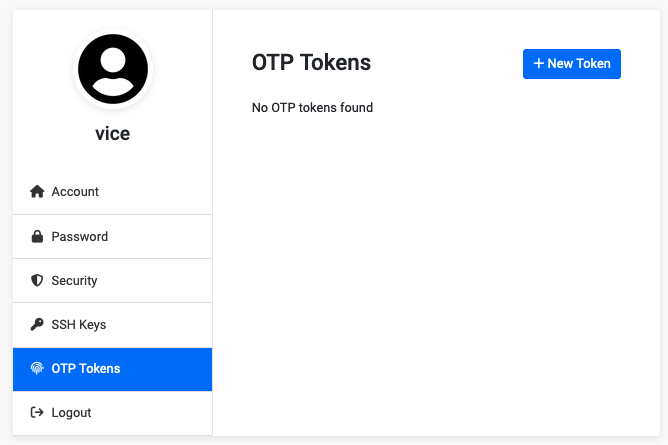 vice
Account
Password
Security
SSH Keys
OTP Tokens
Logout
OTP Tokens
+ New Token
No OTP tokens found